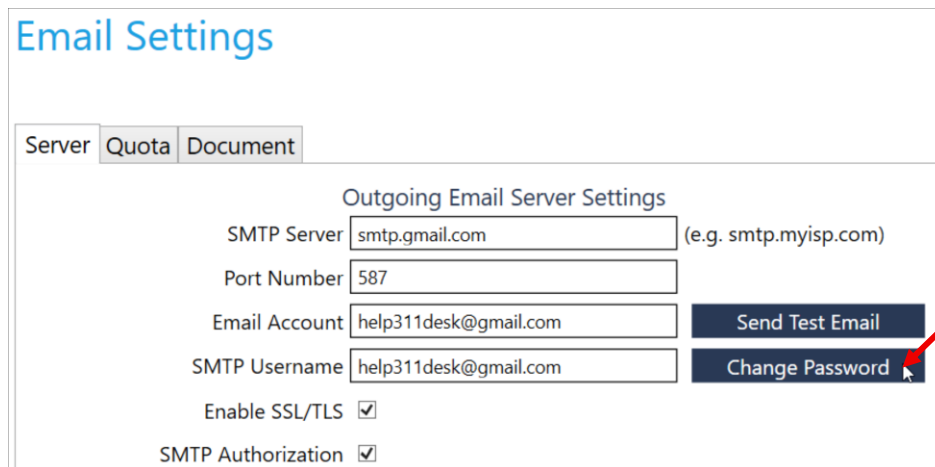 Email Settings
Server Quota Document
Outgoing Email Server Settings
SMTP Server smtp.gmail.com (e.g. smtp.myisp.com)
Port Number 587
Email Account help311desk@gmail.com Send Test Email
SMTP Username help311desk@gmail.com Change Password
Enable SSL/TLS
SMTP Authorization